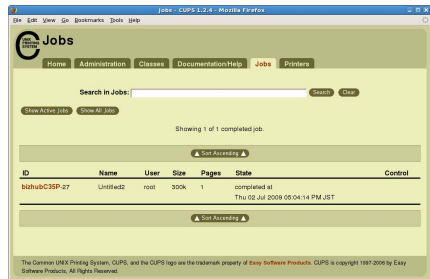 Jobs - CUPS 1.2.4 - Mozilla Firefox
File Edit View Go Bookmarks Tools Help
UNIX PRINTING SYSTEM
Jobs
Home Administration Classes Documentation/Help Jobs Printers
Search in Jobs: Search Clear
Show Active Jobs Show All Jobs
Showing 1 of 1 completed job.
▲ Sort Ascending ▲
ID Name User Size Pages State Control
bizhubC35P-27 Untitled2 root 300k 1 completed at
Thu 02 Jul 2009 05:04:14 PM JST
▲ Sort Ascending ▲
The Common UNIX Printing System, CUPS, and the CUPS logo are the trademark property of Easy Software Products. CUPS is copyright 1997-2006 by Easy
Software Products, All Rights Reserved.